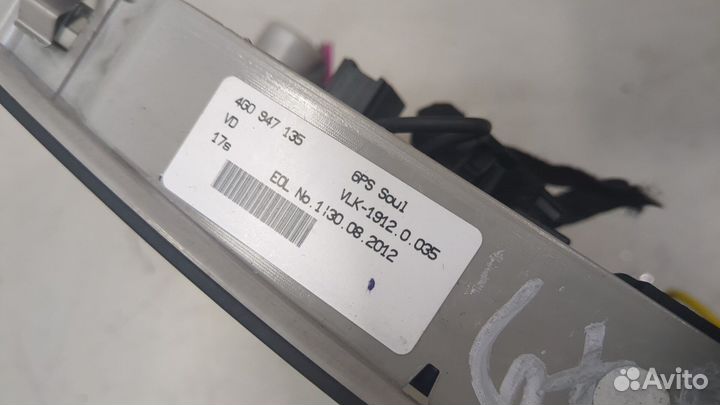 4G0 947 135
VD
17s
6PS Soul
VLK-1912.0.035
EOL No.1 30.08.2012
Avito